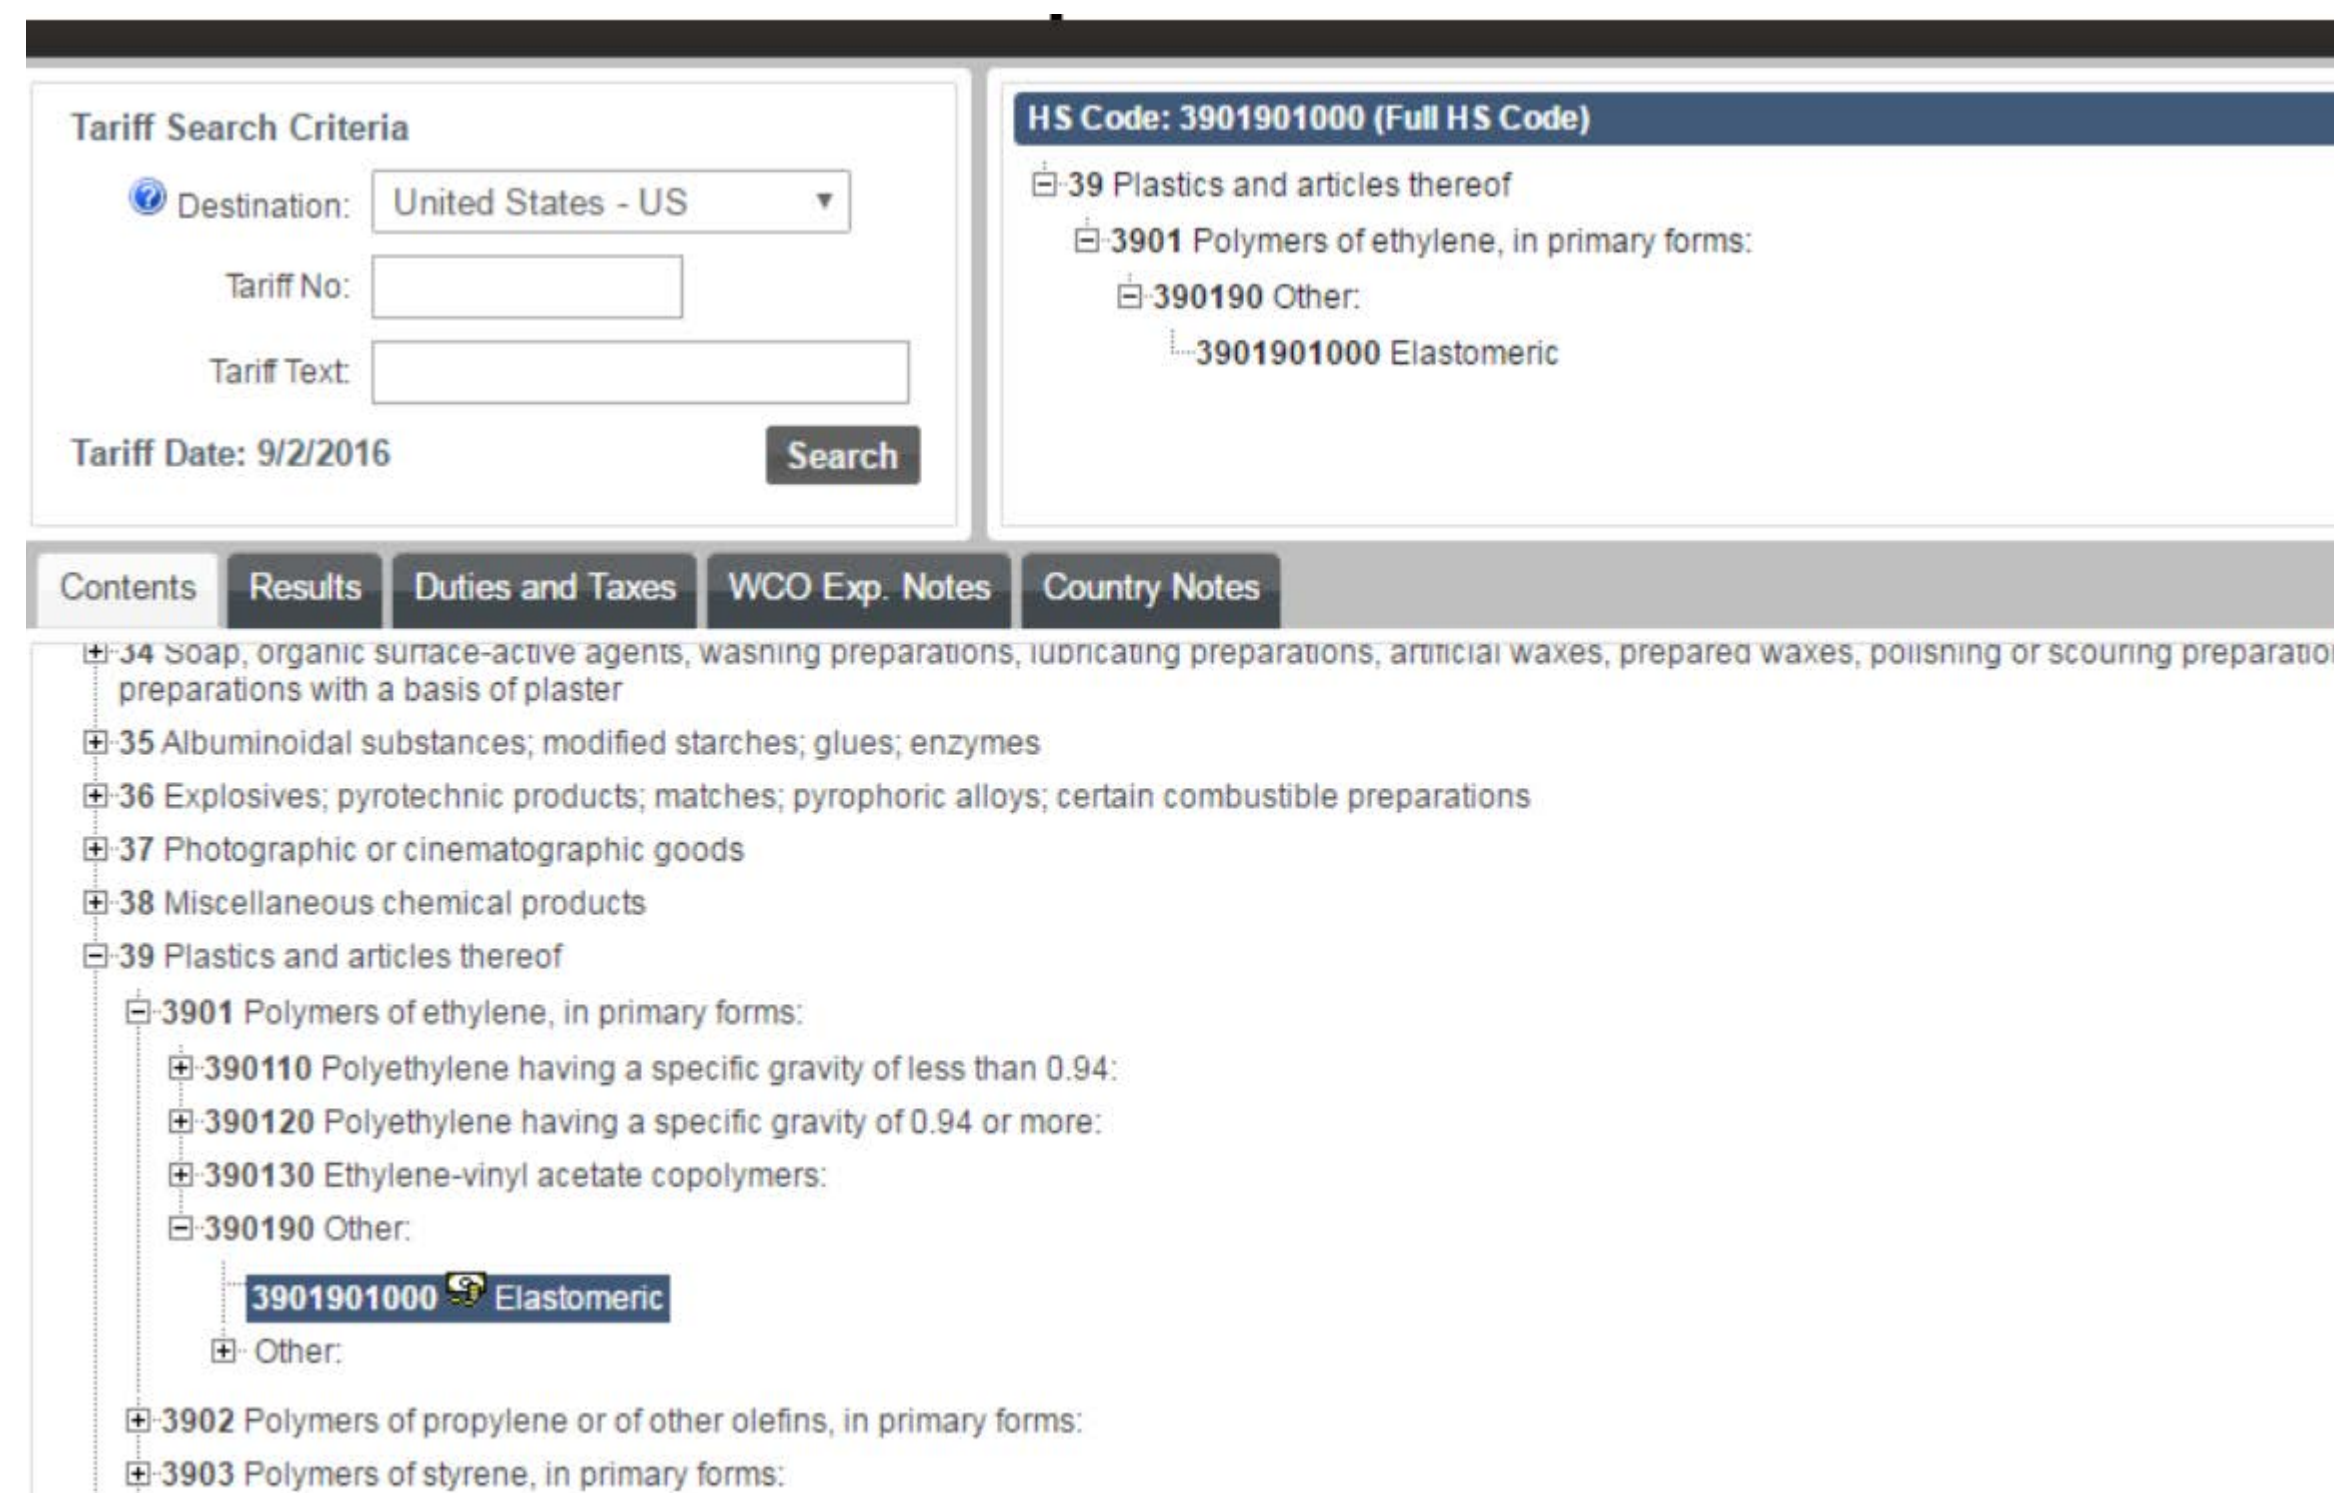 Tariff Search Criteria
Destination: United States - US
Tariff No:
Tariff Text:
Tariff Date: 9/2/2016
Search
HS Code: 3901901000 (Full HS Code)
39 Plastics and articles thereof
3901 Polymers of ethylene, in primary forms:
390190 Other:
3901901000 Elastomeric
Contents Results Duties and Taxes WCO Exp. Notes Country Notes
34 Soap, organic surface-active agents, washing preparations, lubricating preparations, artificial waxes, prepared waxes, polishing or scouring
preparations with a basis of plaster
35 Albuminoidal substances; modified starches; glues; enzymes
36 Explosives; pyrotechnic products; matches; pyrophoric alloys; certain combustible preparations
37 Photographic or cinematographic goods
38 Miscellaneous chemical products
39 Plastics and articles thereof
3901 Polymers of ethylene, in primary forms:
390110 Polyethylene having a specific gravity of less than 0.94:
390120 Polyethylene having a specific gravity of 0.94 or more:
390130 Ethylene-vinyl acetate copolymers:
390190 Other:
3901901000 Elastomeric
Other:
3902 Polymers of propylene or of other olefins, in primary forms:
3903 Polymers of styrene, in primary forms: